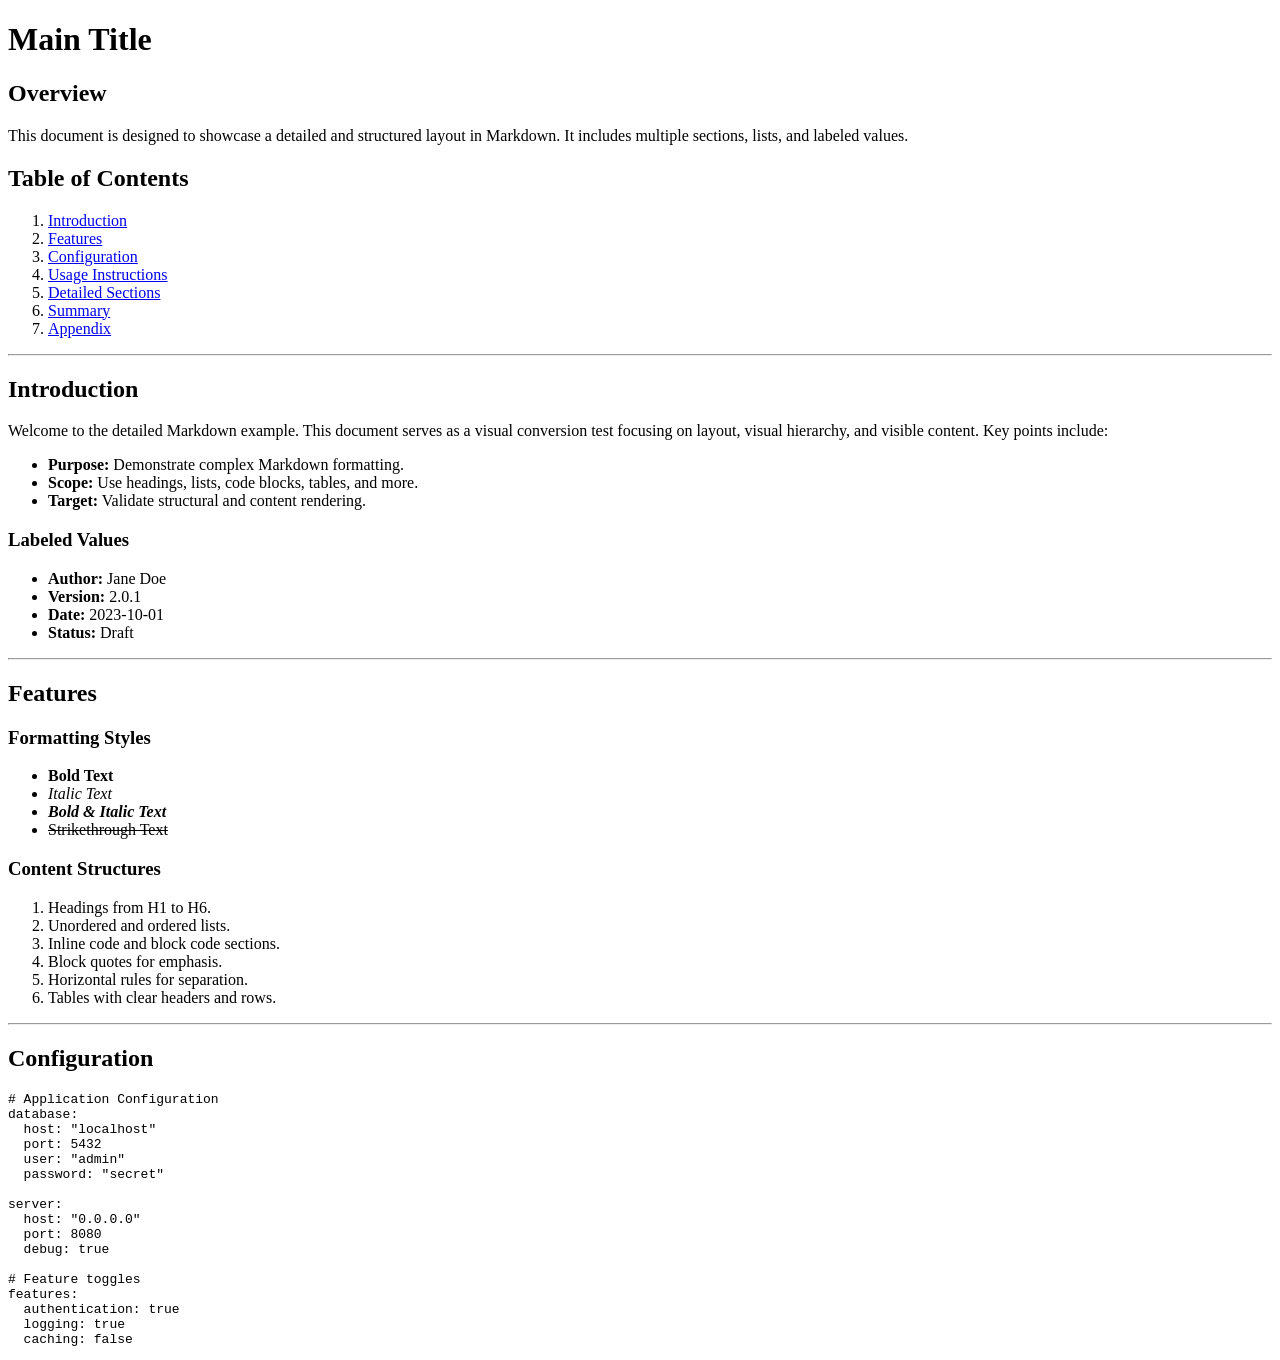 Main Title
Overview
This document is designed to showcase a detailed and structured layout in Markdown. It includes multiple sections, lists, and labeled values.
Table of Contents
1. Introduction
2. Features
3. Configuration
4. Usage Instructions
5. Detailed Sections
6. Summary
7. Appendix
Introduction
Welcome to the detailed Markdown example. This document serves as a visual conversion test focusing on layout, visual hierarchy, and visible content. Key points include:
• Purpose: Demonstrate complex Markdown formatting.
• Scope: Use headings, lists, code blocks, tables, and more.
• Target: Validate structural and content rendering.
Labeled Values
• Author: Jane Doe
• Version: 2.0.1
• Date: 2023-10-01
• Status: Draft
Features
Formatting Styles
• Bold Text
• Italic Text
• Bold & Italic Text
• Strikethrough Text
Content Structures
1. Headings from H1 to H6.
2. Unordered and ordered lists.
3. Inline code and block code sections.
4. Block quotes for emphasis.
5. Horizontal rules for separation.
6. Tables with clear headers and rows.
Configuration
# Application Configuration
database:
  host: "localhost"
  port: 5432
  user: "admin"
  password: "secret"

server:
  host: "0.0.0.0"
  port: 8080
  debug: true

# Feature toggles
features:
  authentication: true
  logging: true
  caching: false